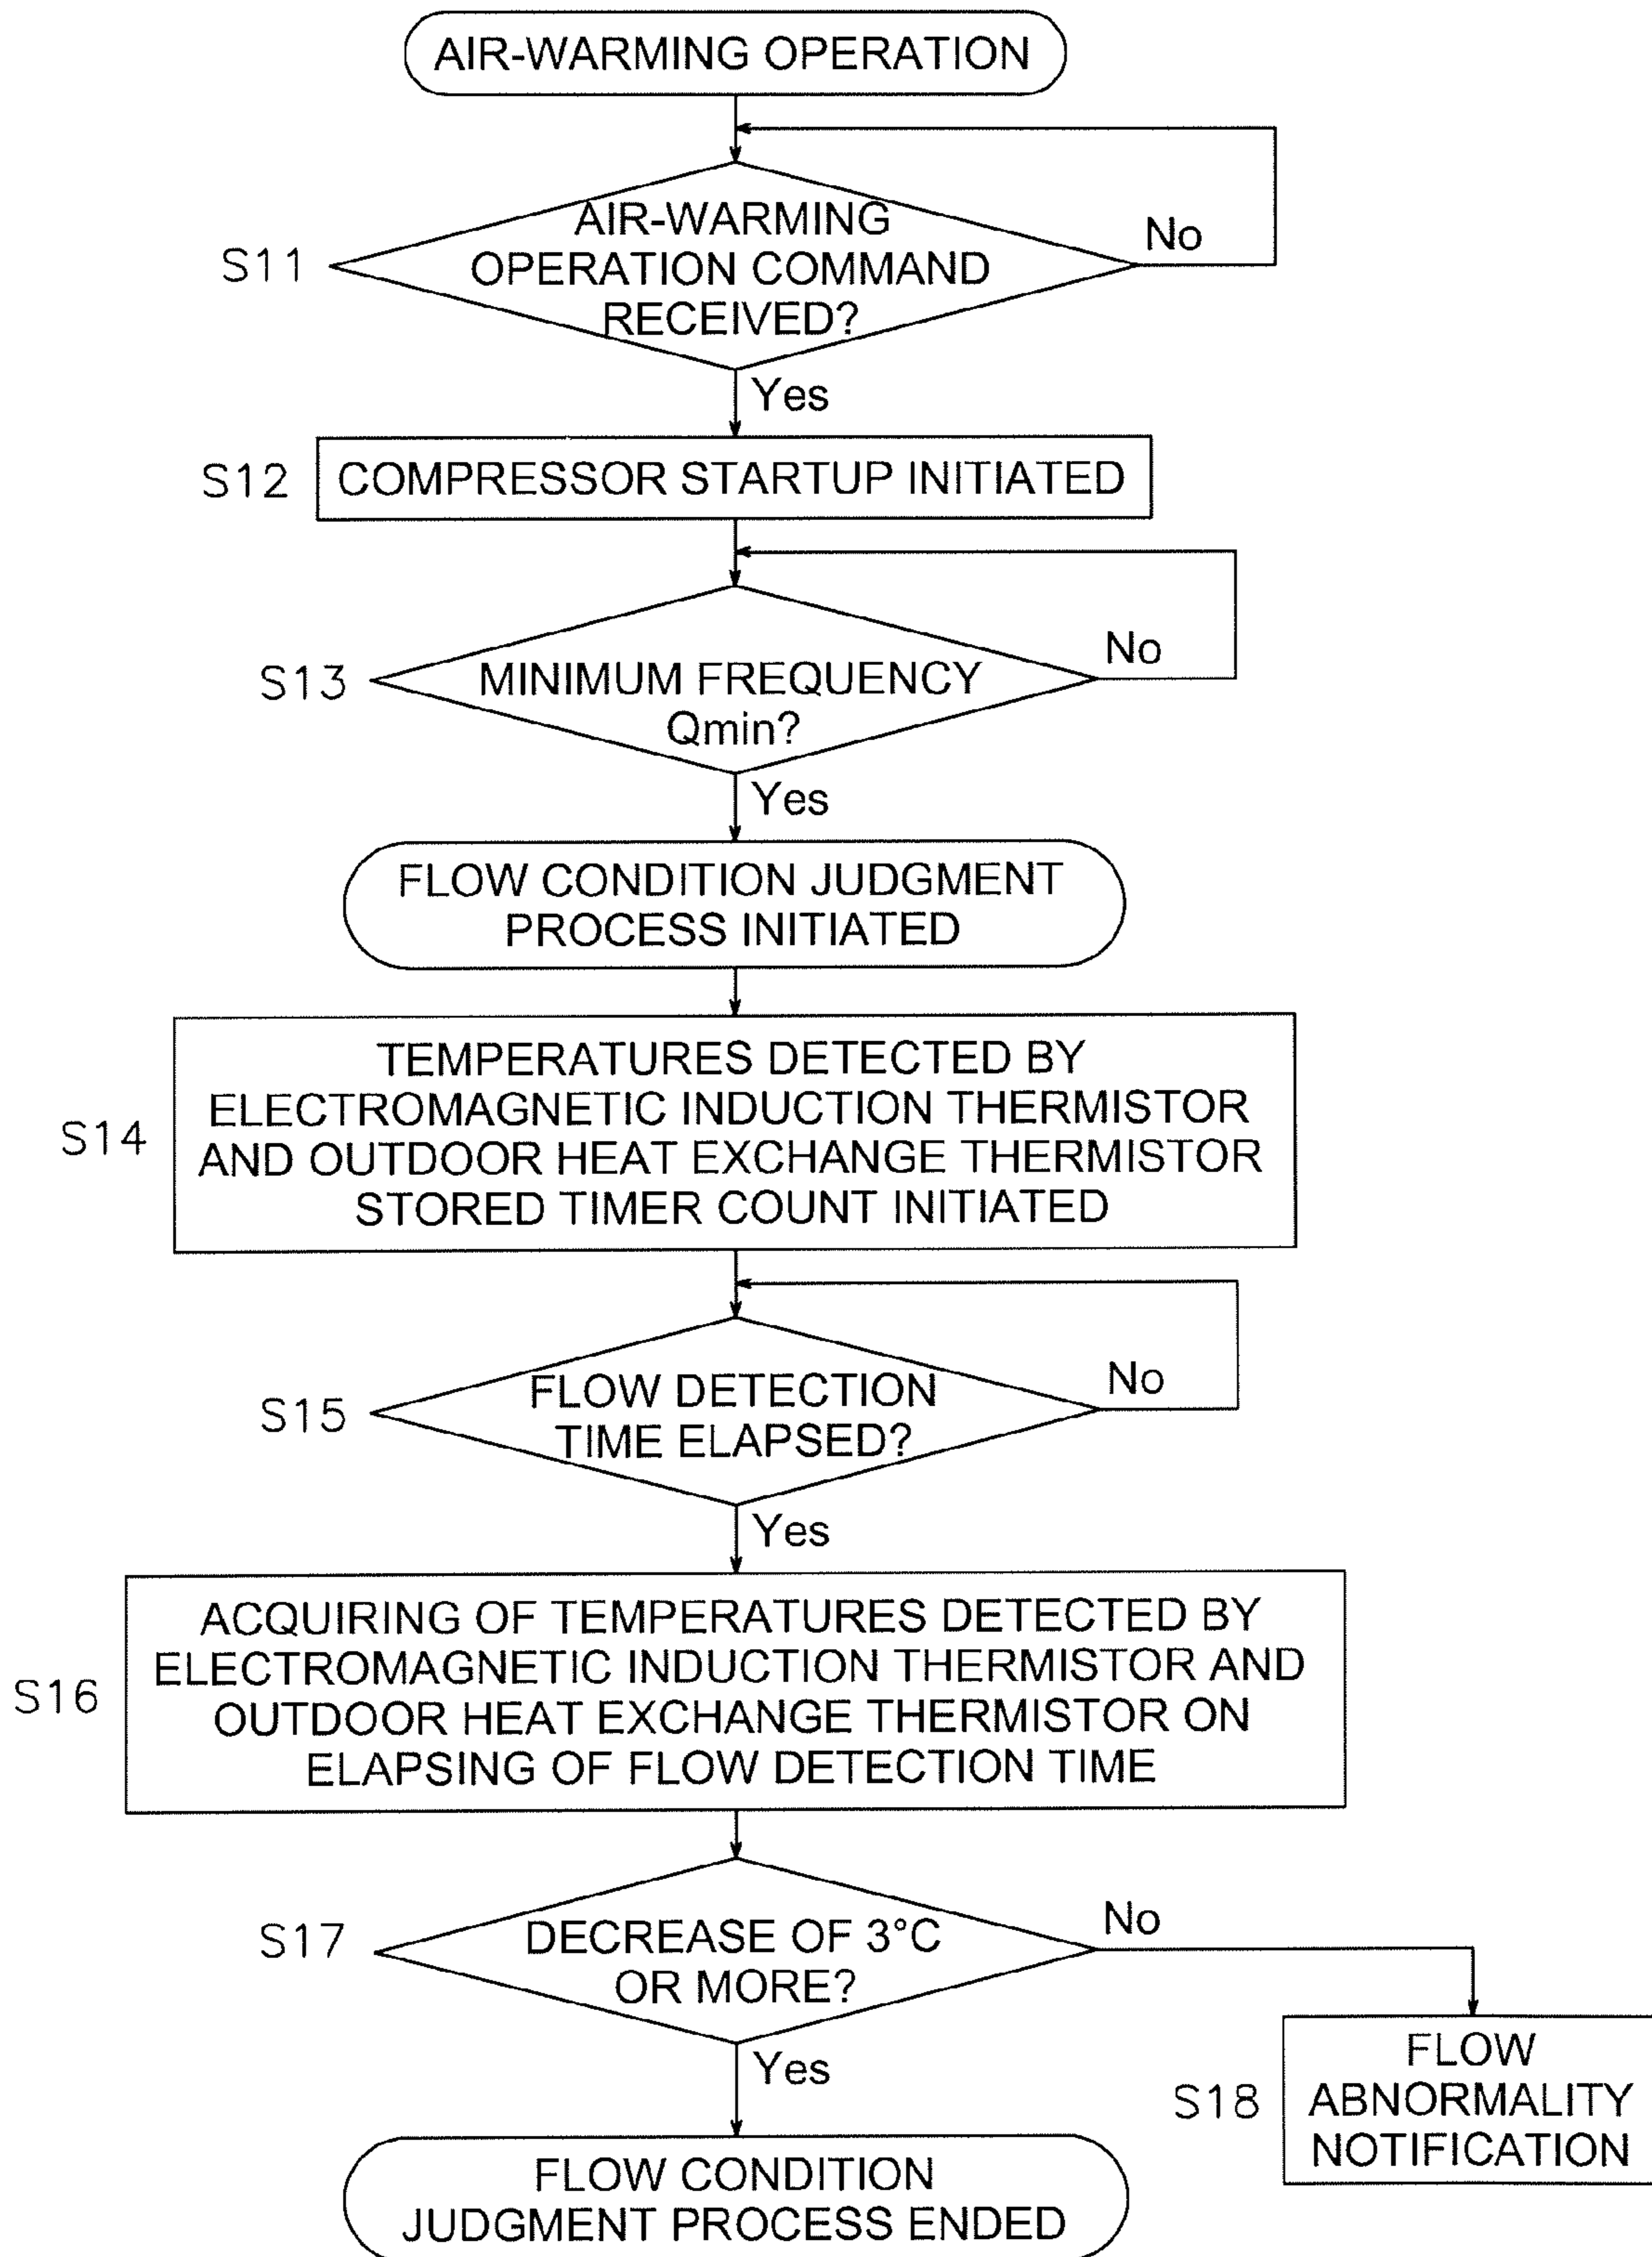 AIR-WARMING OPERATION
S11
AIR-WARMING
OPERATION COMMAND
RECEIVED?
No
Yes
S12
COMPRESSOR STARTUP INITIATED
S13
MINIMUM FREQUENCY
Qmin?
No
Yes
FLOW CONDITION JUDGMENT
PROCESS INITIATED
S14
TEMPERATURES DETECTED BY
ELECTROMAGNETIC INDUCTION THERMISTOR
AND OUTDOOR HEAT EXCHANGE THERMISTOR
STORED TIMER COUNT INITIATED
S15
FLOW DETECTION
TIME ELAPSED?
No
Yes
S16
ACQUIRING OF TEMPERATURES DETECTED BY
ELECTROMAGNETIC INDUCTION THERMISTOR AND
OUTDOOR HEAT EXCHANGE THERMISTOR ON
ELAPSING OF FLOW DETECTION TIME
S17
DECREASE OF 3°C
OR MORE?
No
Yes
S18
FLOW
ABNORMALITY
NOTIFICATION
FLOW CONDITION
JUDGMENT PROCESS ENDED